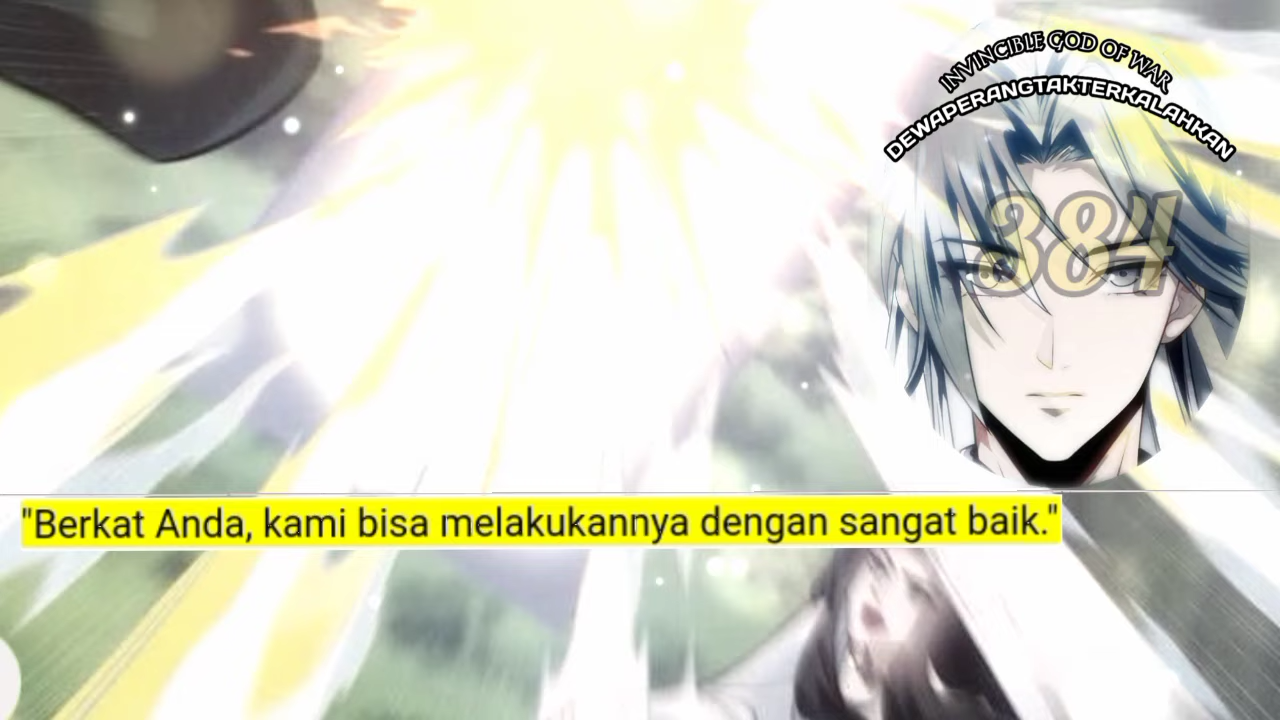 INVINCIBLE GOD OF WAR
DEWAPERANGTAKTERKALAHKAN
384
"Berkat Anda, kami bisa melakukannya dengan sangat baik."